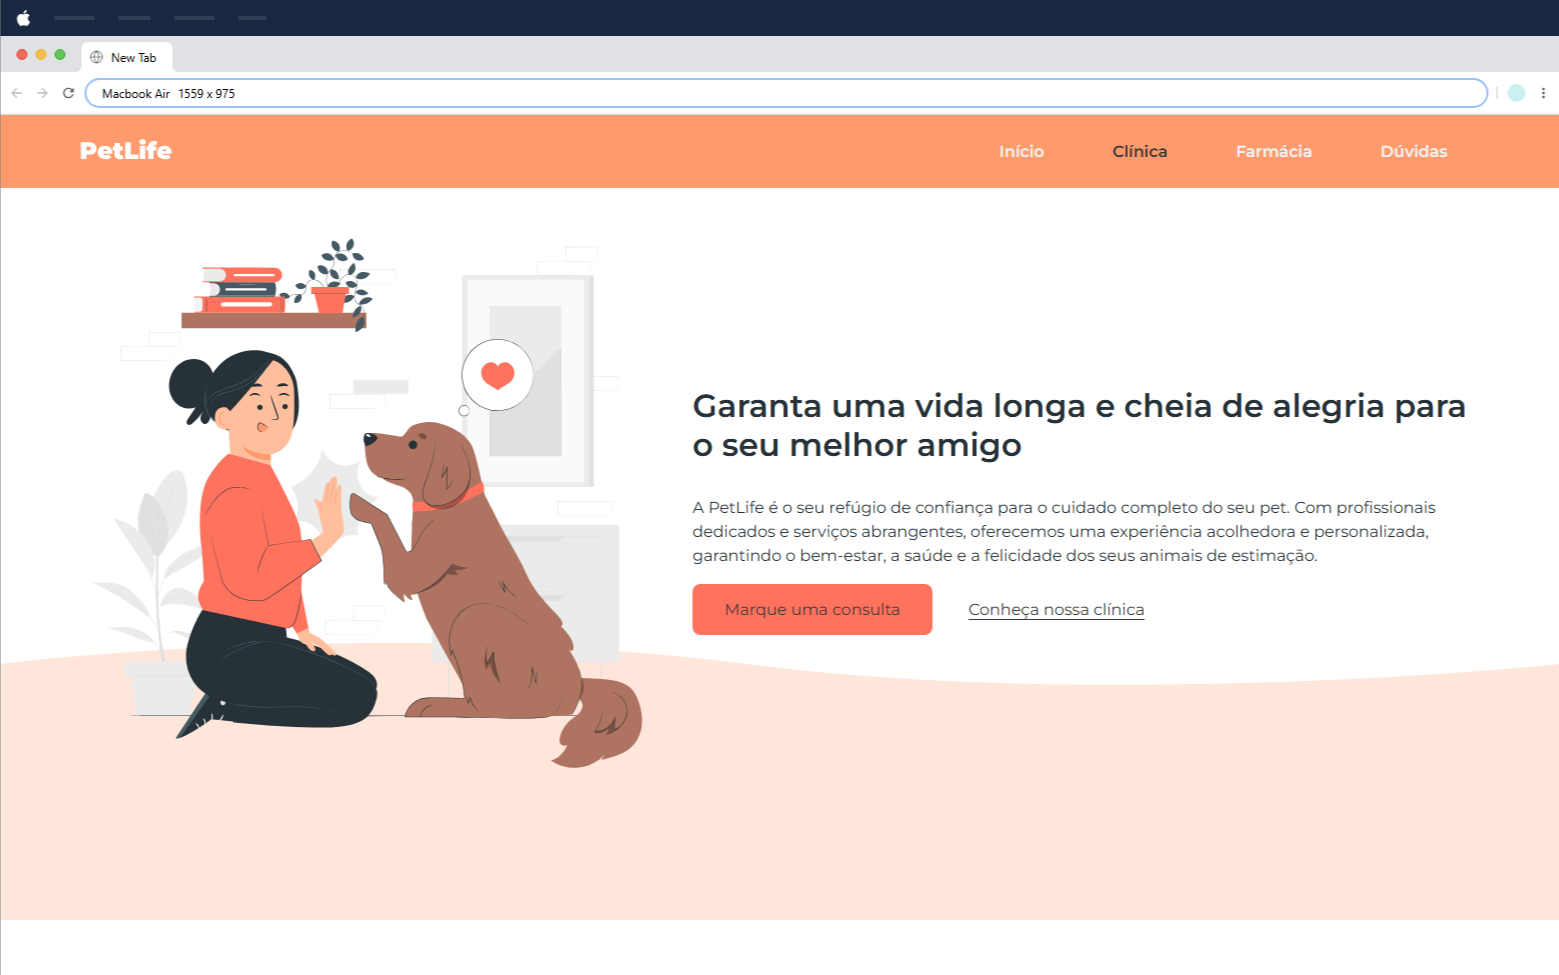 New Tab
Macbook Air 1559 x 975
PetLife
Início Clínica Farmácia Dúvidas
Garanta uma vida longa e cheia de alegria para
o seu melhor amigo
A PetLife é o seu refúgio de confiança para o cuidado completo do seu pet. Com profissionais
dedicados e serviços abrangentes, oferecemos uma experiência acolhedora e personalizada,
garantindo o bem-estar, a saúde e a felicidade dos seus animais de estimação.
Marque uma consulta Conheça nossa clínica